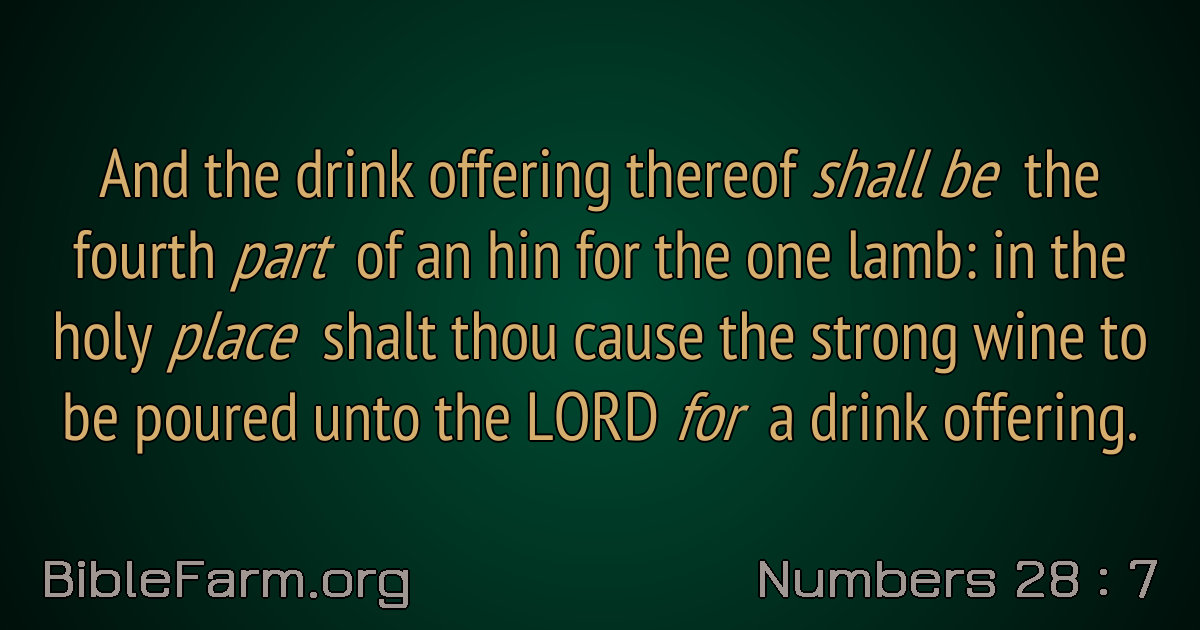 And the drink offering thereof shall be the
fourth part of an hin for the one lamb: in the
holy place shalt thou cause the strong wine to
be poured unto the LORD for a drink offering.
BibleFarm.org
Numbers 28 : 7